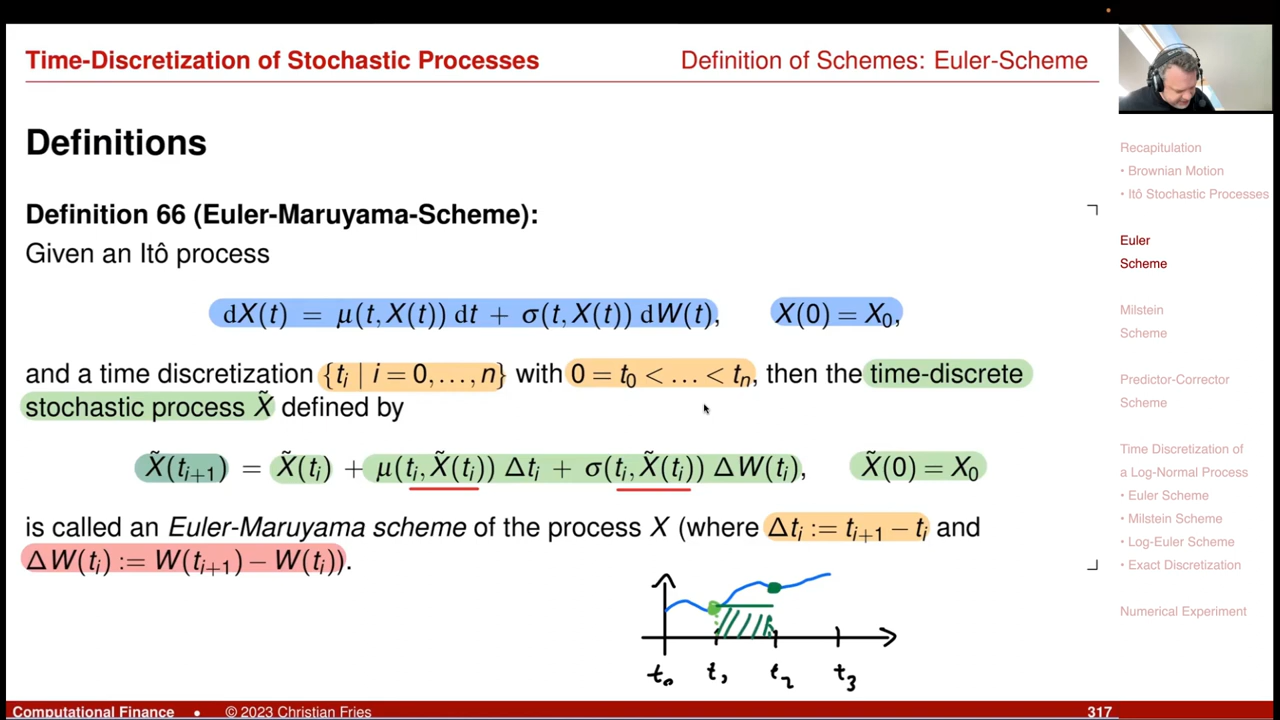 Time-Discretization of Stochastic Processes
Definition of Schemes: Euler-Scheme
Definitions
Definition 66 (Euler-Maruyama-Scheme):
Given an Itô process
dX(t) = μ(t, X(t)) dt + σ(t, X(t)) dW(t), X(0) = X₀,
and a time discretization {tᵢ | i = 0, …, n} with 0 = t₀ < … < tₙ, then the time-discrete
stochastic process X̃ defined by
X̃(tᵢ₊₁) = X̃(tᵢ) + μ(tᵢ, X̃(tᵢ)) Δtᵢ + σ(tᵢ, X̃(tᵢ)) ΔW(tᵢ), X̃(0) = X₀
is called an Euler-Maruyama scheme of the process X (where Δtᵢ := tᵢ₊₁ − tᵢ and
ΔW(tᵢ) := W(tᵢ₊₁) − W(tᵢ)).
t₀ t₁ t₂ t₃
Recapitulation
• Brownian Motion
• Itô Stochastic Processes
Euler
Scheme
Milstein
Scheme
Predictor-Corrector
Scheme
Time Discretization of
a Log-Normal Process
• Euler Scheme
• Milstein Scheme
• Log-Euler Scheme
• Exact Discretization
Numerical Experiment
Computational Finance • © 2023 Christian Fries 317